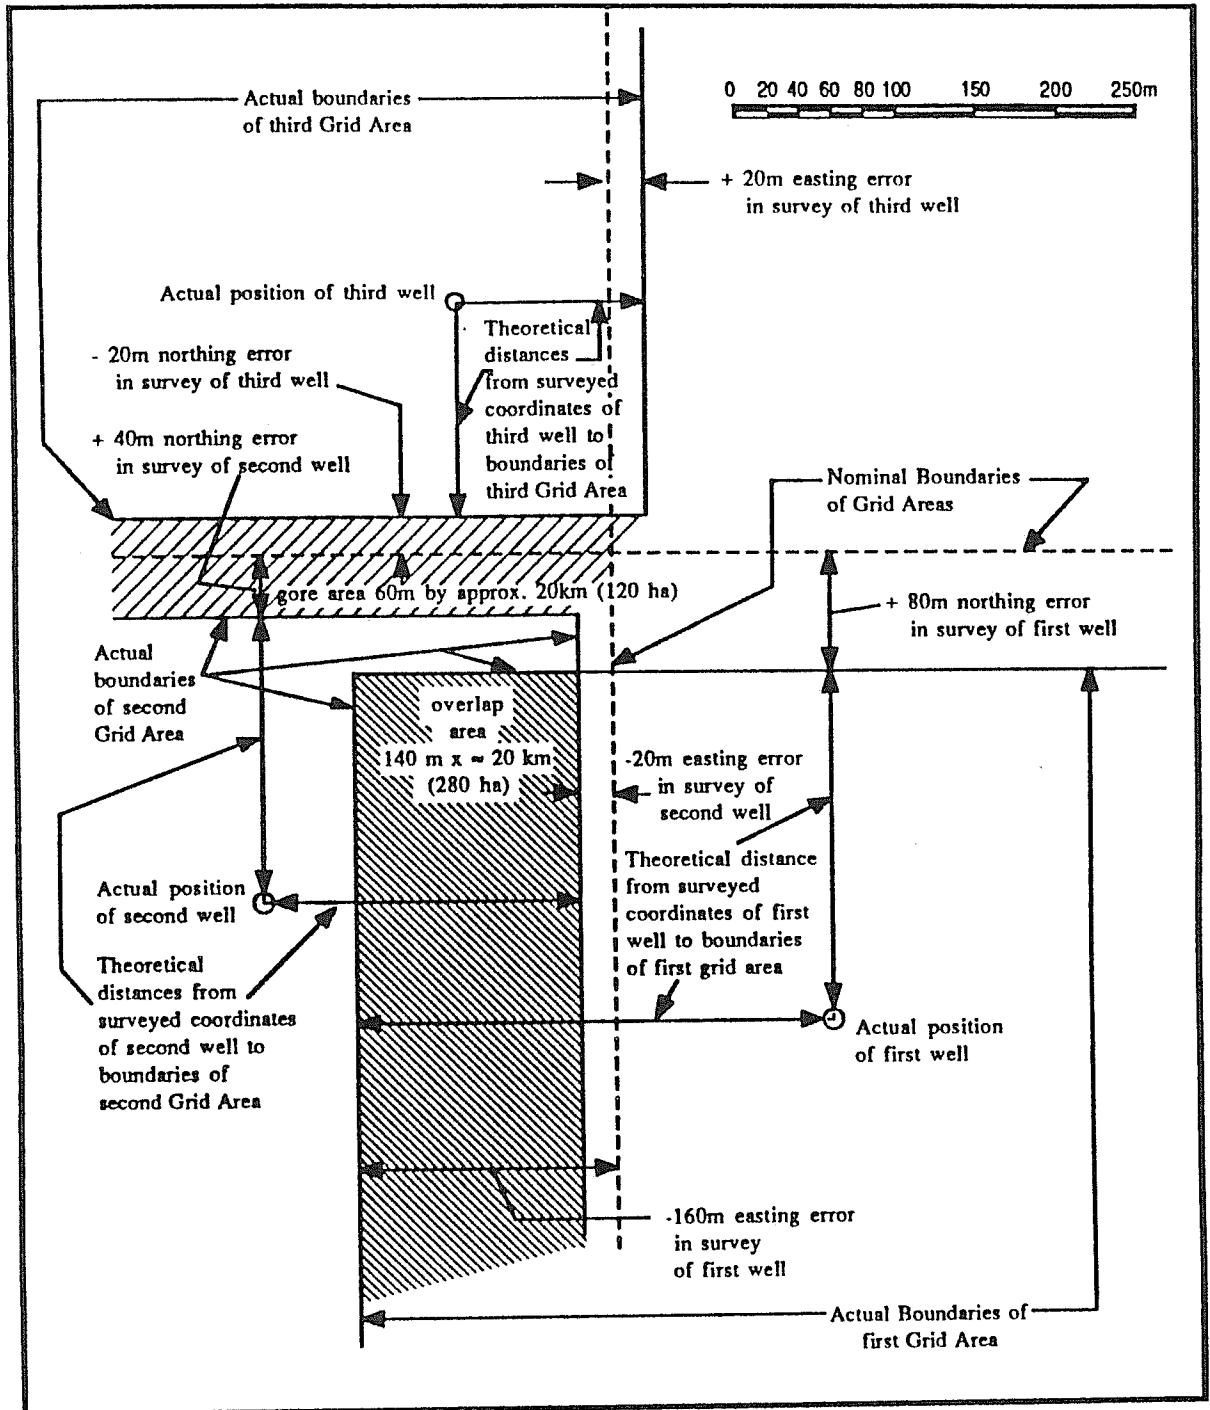 Actual boundaries
of third Grid Area
0 20 40 60 80 100 150 200 250m
+ 20m easting error
in survey of third well
Actual position of third well
Theoretical
distances
from surveyed
coordinates of
third well to
boundaries of
third Grid Area
- 20m northing error
in survey of third well
+ 40m northing error
in survey of second well
Nominal Boundaries
of Grid Areas
gore area 60m by approx. 20km (120 ha)
+ 80m northing error
in survey of first well
Actual
boundaries
of second
Grid Area
overlap
area
140 m x ≈ 20 km
(280 ha)
-20m easting error
in survey of
second well
Theoretical distance
from surveyed
coordinates of first
well to boundaries
of first grid area
Actual position
of second well
Theoretical
distances from
surveyed coordinates
of second well to
boundaries of
second Grid Area
Actual position
of first well
-160m easting error
in survey
of first well
Actual Boundaries of
first Grid Area